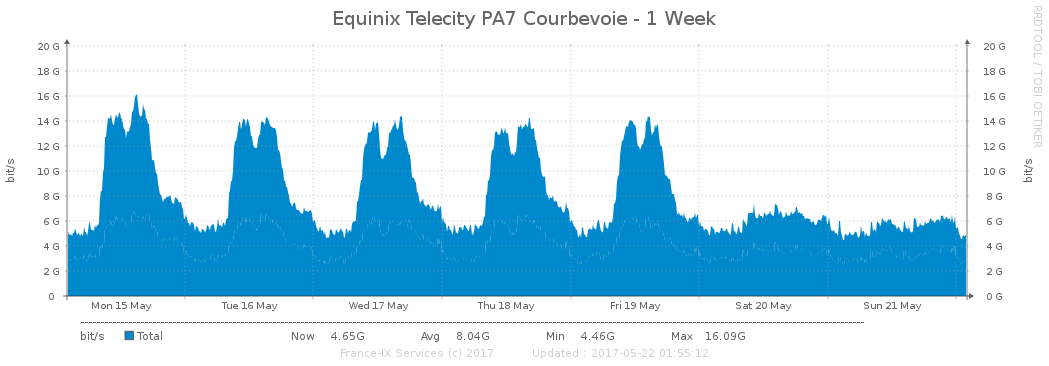 Equinix Telecity PA7 Courbevoie - 1 Week
RRDTOOL / TOBI OETIKER
bit/s
20 G 20 G
18 G 18 G
16 G 16 G
14 G 14 G
12 G 12 G
10 G 10 G
8 G 8 G
6 G 6 G
4 G 4 G
2 G 2 G
0 0 G
bit/s
Mon 15 May Tue 16 May Wed 17 May Thu 18 May Fri 19 May Sat 20 May Sun 21 May
bit/s Total Now 4.65G Avg 8.04G Min 4.46G Max 16.09G
France-IX Services (c) 2017 Updated : 2017-05-22 01:55:12